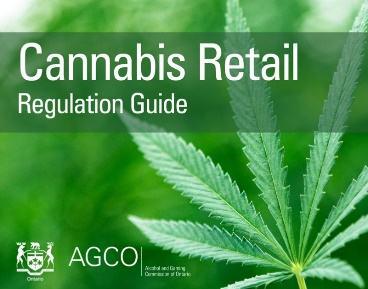 Cannabis Retail
Regulation Guide
Ontario
AGCO
Alcohol and Gaming
Commission of Ontario